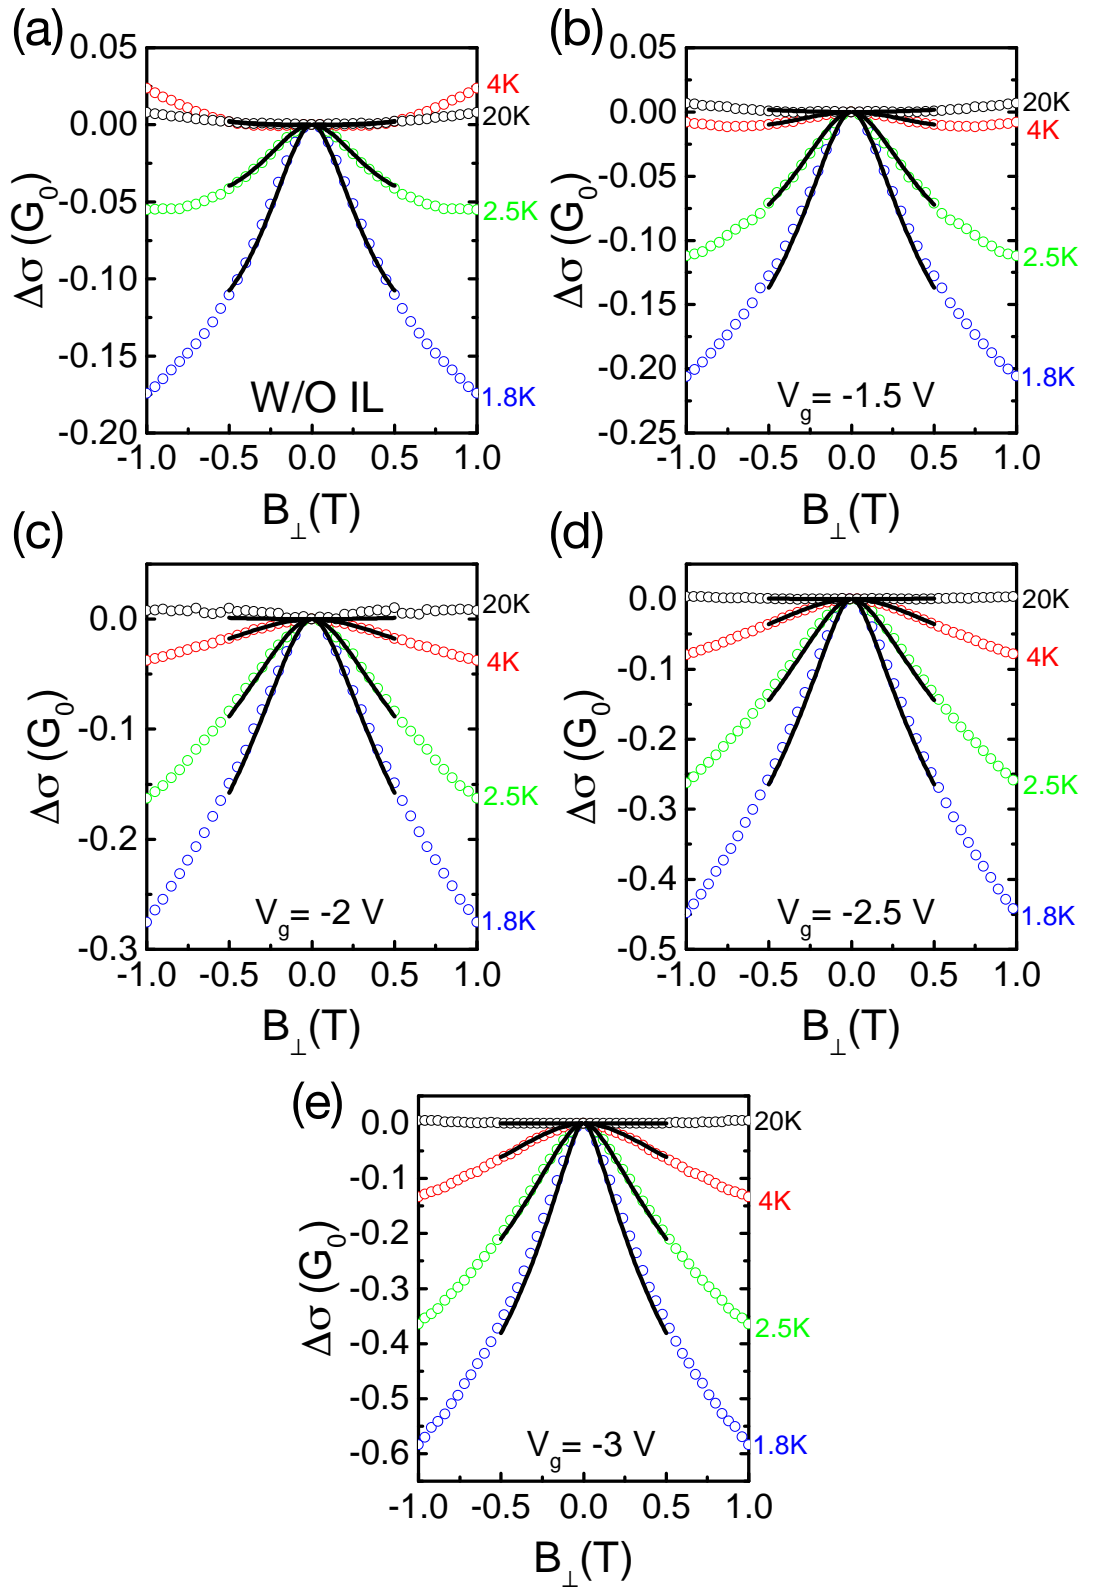 (a)
0.05
0.00
-0.05
-0.10
-0.15
-0.20
Δσ (G0)
4K
20K
2.5K
1.8K
W/O IL
-1.0 -0.5 0.0 0.5 1.0
B⊥(T)
(b)
0.05
0.00
-0.05
-0.10
-0.15
-0.20
-0.25
Δσ (G0)
20K
4K
2.5K
1.8K
Vg= -1.5 V
-1.0 -0.5 0.0 0.5 1.0
B⊥(T)
(c)
0.0
-0.1
-0.2
-0.3
Δσ (G0)
20K
4K
2.5K
1.8K
Vg= -2 V
-1.0 -0.5 0.0 0.5 1.0
B⊥(T)
(d)
0.0
-0.1
-0.2
-0.3
-0.4
-0.5
Δσ (G0)
20K
4K
2.5K
1.8K
Vg= -2.5 V
-1.0 -0.5 0.0 0.5 1.0
B⊥(T)
(e)
0.0
-0.1
-0.2
-0.3
-0.4
-0.5
-0.6
Δσ (G0)
20K
4K
2.5K
1.8K
Vg= -3 V
-1.0 -0.5 0.0 0.5 1.0
B⊥(T)